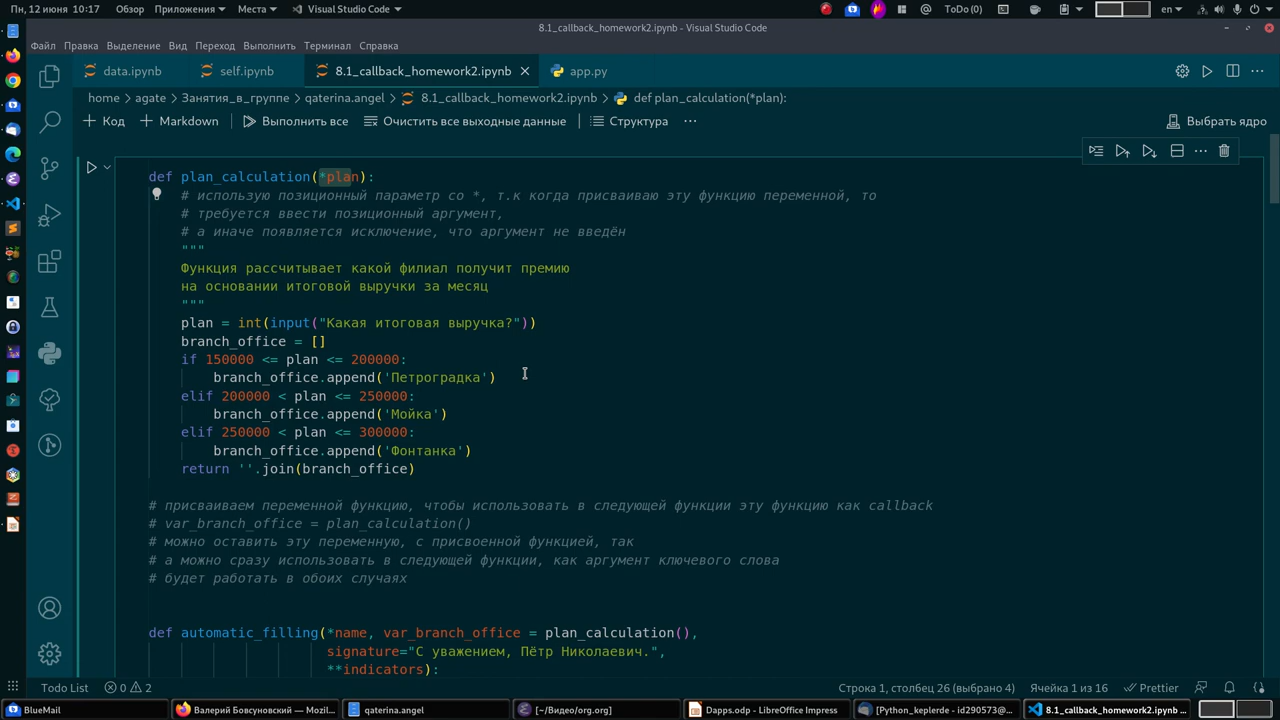 Пн, 12 июня 10:17 Обзор Приложения Места Visual Studio Code ToDo(0) en
8.1_callback_homework2.ipynb - Visual Studio Code
Файл Правка Выделение Вид Переход Выполнить Терминал Справка
data.ipynb self.ipynb 8.1_callback_homework2.ipynb app.py
home > agate > Занятия_в_группе > qaterina.angel > 8.1_callback_homework2.ipynb > def plan_calculation(*plan):
+ Код + Markdown Выполнить все Очистить все выходные данные Структура ··· Выбрать ядро
def plan_calculation(*plan):
# использую позиционный параметр со *, т.к когда присваиваю эту функцию переменной, то
# требуется ввести позиционный аргумент,
# а иначе появляется исключение, что аргумент не введён
"""
Функция рассчитывает какой филиал получит премию
на основании итоговой выручки за месяц
"""
plan = int(input("Какая итоговая выручка?"))
branch_office = []
if 150000 <= plan <= 200000:
branch_office.append('Петроградка')
elif 200000 < plan <= 250000:
branch_office.append('Мойка')
elif 250000 < plan <= 300000:
branch_office.append('Фонтанка')
return ''.join(branch_office)
# присваиваем переменной функцию, чтобы использовать в следующей функции эту функцию как callback
# var_branch_office = plan_calculation()
# можно оставить эту переменную, с присвоенной функцией, так
# а можно сразу использовать в следующей функции, как аргумент ключевого слова
# будет работать в обоих случаях
def automatic_filling(*name, var_branch_office = plan_calculation(),
signature="С уважением, Пётр Николаевич.",
**indicators):
Todo List 0 2 Строка 1, столбец 26 (выбрано 4) Ячейка 1 из 16 Prettier
BlueMail Валерий Бовсуновский — Mozil... qaterina.angel [~/Видео/org.org] Dapps.odp - LibreOffice Impress [Python_keplerde - id290573@... 8.1_callback_homework2.ipynb ...